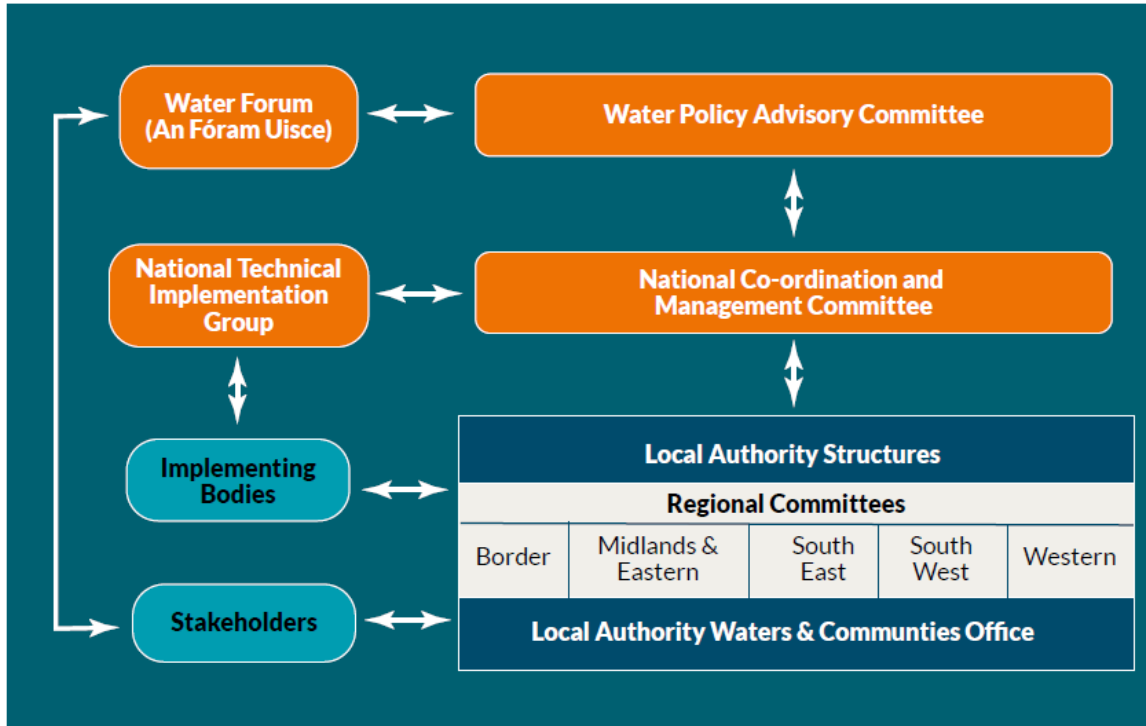 Water Forum
(An Fóram Uisce)
Water Policy Advisory Committee
National Technical
Implementation
Group
National Co-ordination and
Management Committee
Implementing
Bodies
Local Authority Structures
Regional Committees
Border
Midlands &
Eastern
South
East
South
West
Western
Stakeholders
Local Authority Waters & Communties Office